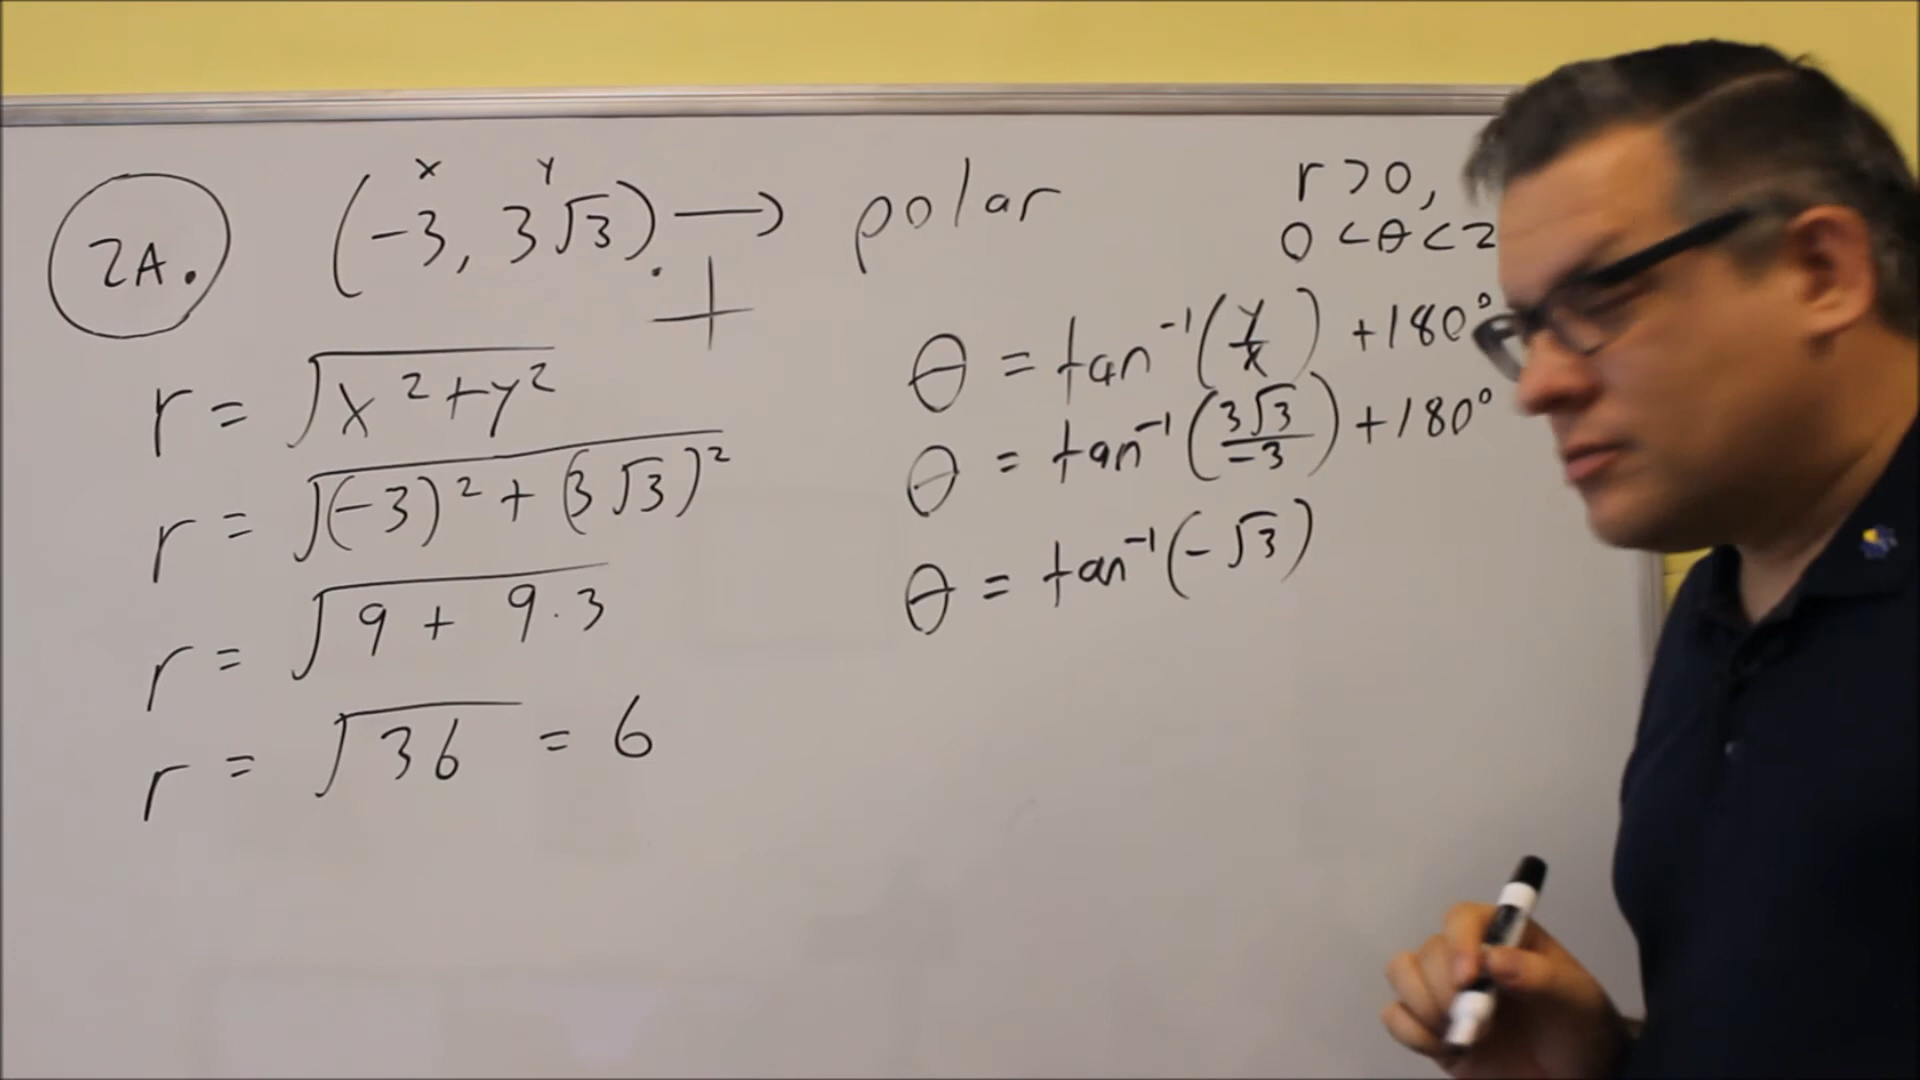 2A. (-3, 3√3) → polar
x y
r > 0,
0 < θ < 2
r = √x² + y²
r = √(-3)² + (3√3)²
r = √9 + 9·3
r = √36 = 6
θ = tan⁻¹(y/x) + 180°
θ = tan⁻¹(3√3/-3) + 180°
θ = tan⁻¹(-√3)